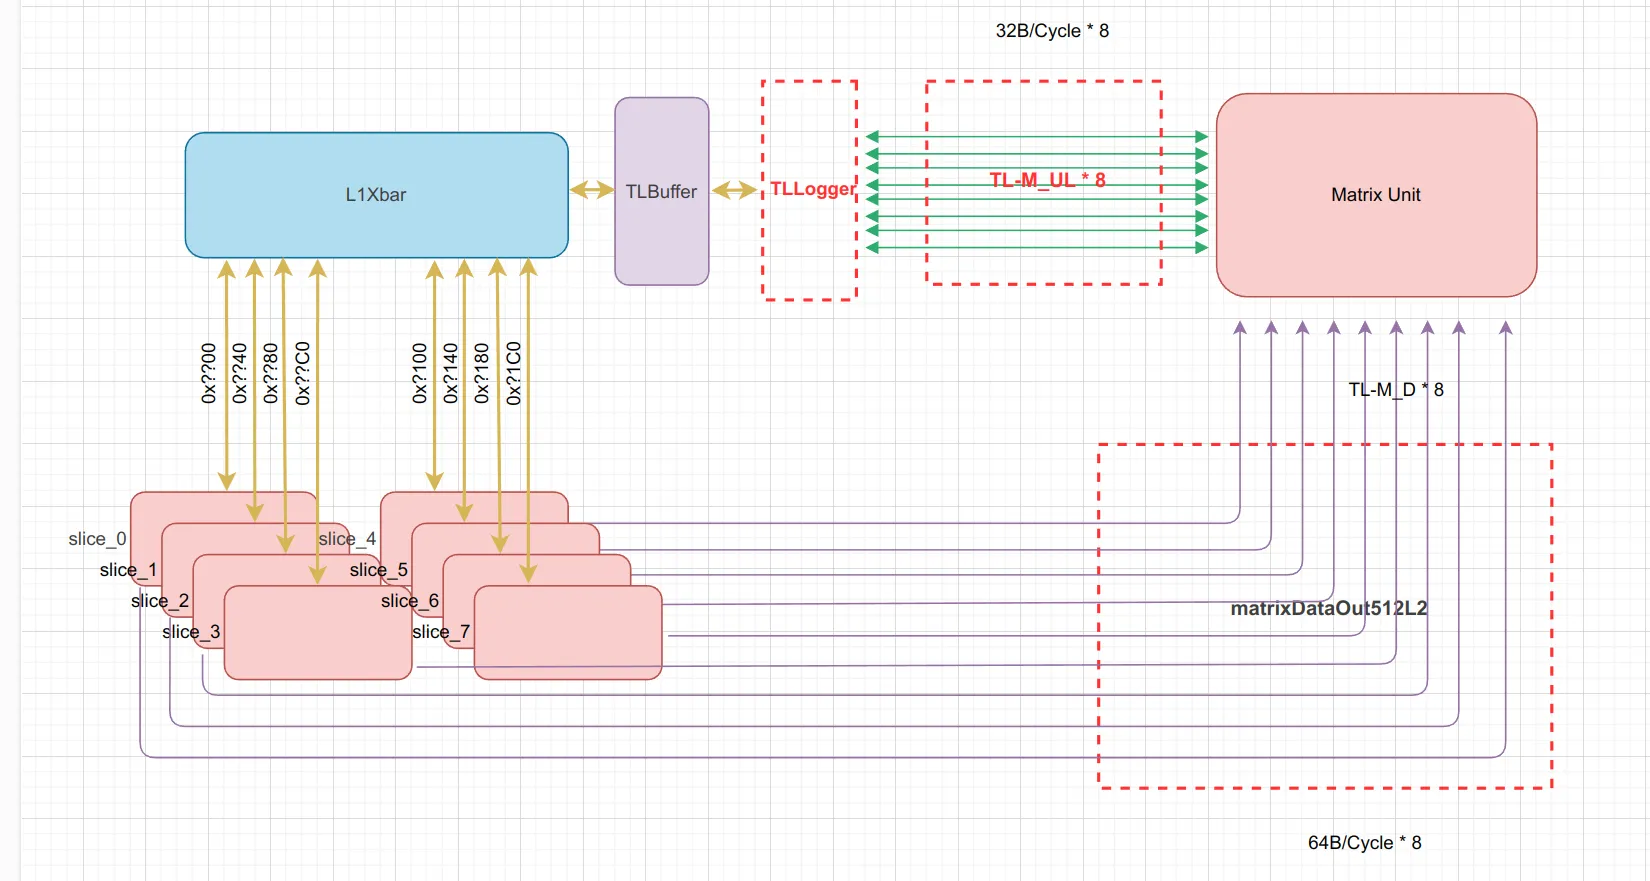 32B/Cycle * 8
L1Xbar
TLBuffer
TLLogger
TL-M_UL * 8
Matrix Unit
0x??00
0x??40
0x??80
0x??C0
0x?100
0x?140
0x?180
0x?1C0
TL-M_D * 8
slice_0
slice_1
slice_2
slice_3
slice_4
slice_5
slice_6
slice_7
matrixDataOut512L2
64B/Cycle * 8